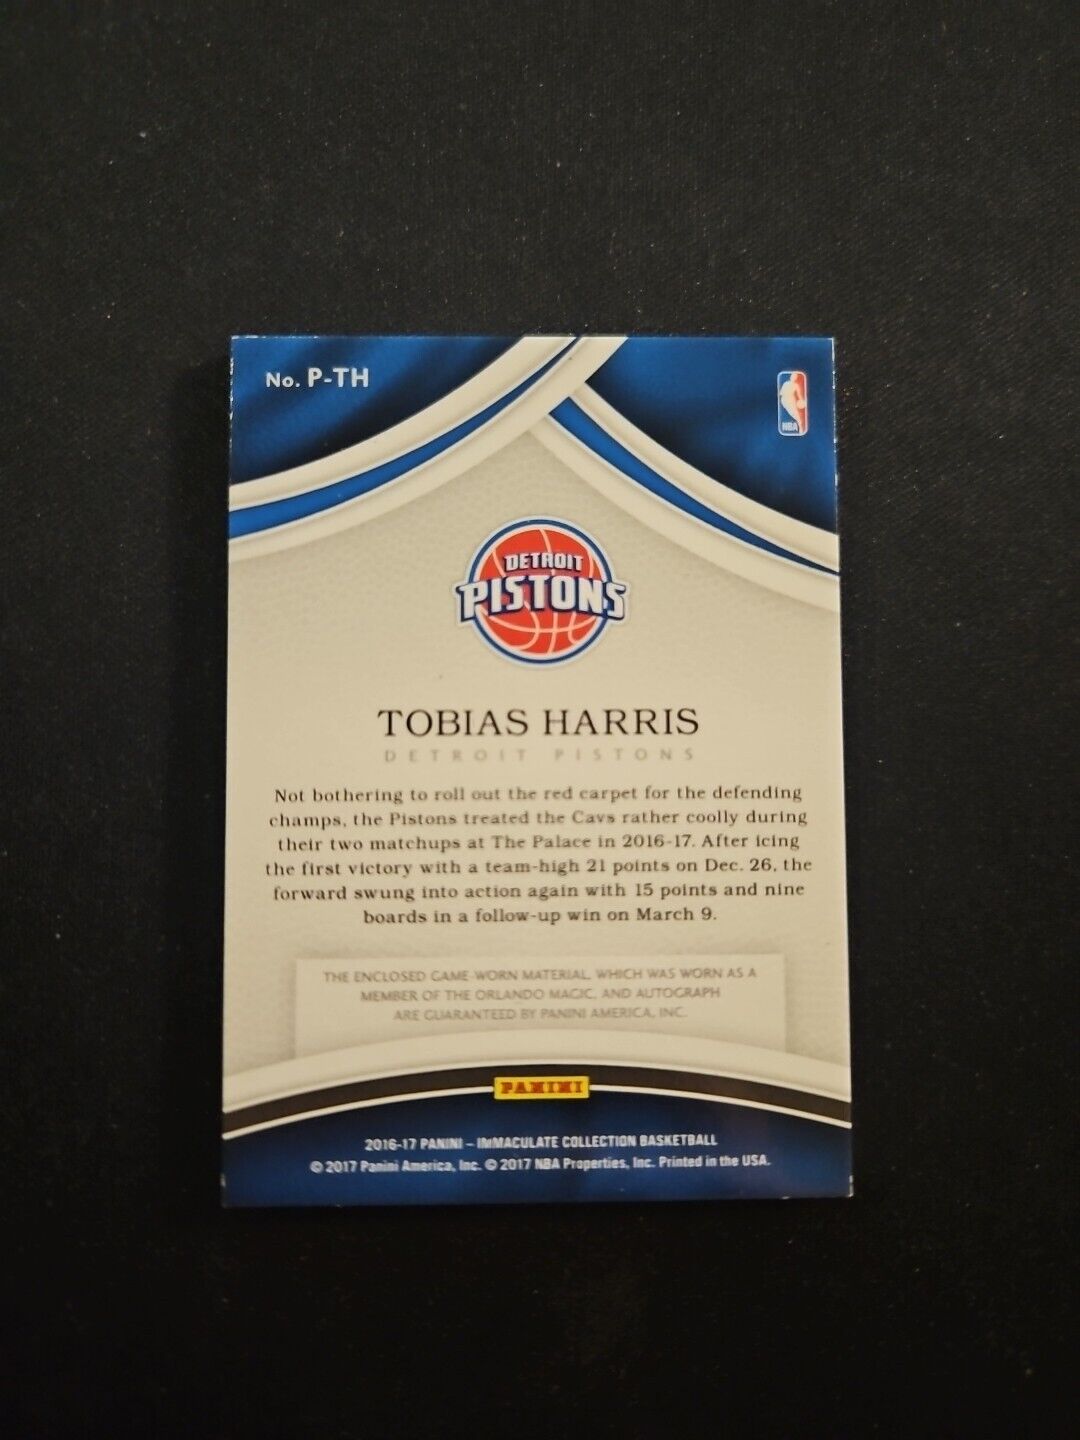 No. P-TH
NBA
DETROIT
PISTONS
TOBIAS HARRIS
DETROIT PISTONS
Not bothering to roll out the red carpet for the defending
champs, the Pistons treated the Cavs rather coolly during
their two matchups at The Palace in 2016-17. After icing
the first victory with a team-high 21 points on Dec. 26, the
forward swung into action again with 15 points and nine
boards in a follow-up win on March 9.
THE ENCLOSED GAME-WORN MATERIAL, WHICH WAS WORN AS A
MEMBER OF THE ORLANDO MAGIC, AND AUTOGRAPH
ARE GUARANTEED BY PANINI AMERICA, INC.
PANINI
2016-17 PANINI – IMMACULATE COLLECTION BASKETBALL
© 2017 Panini America, Inc. © 2017 NBA Properties, Inc. Printed in the USA.